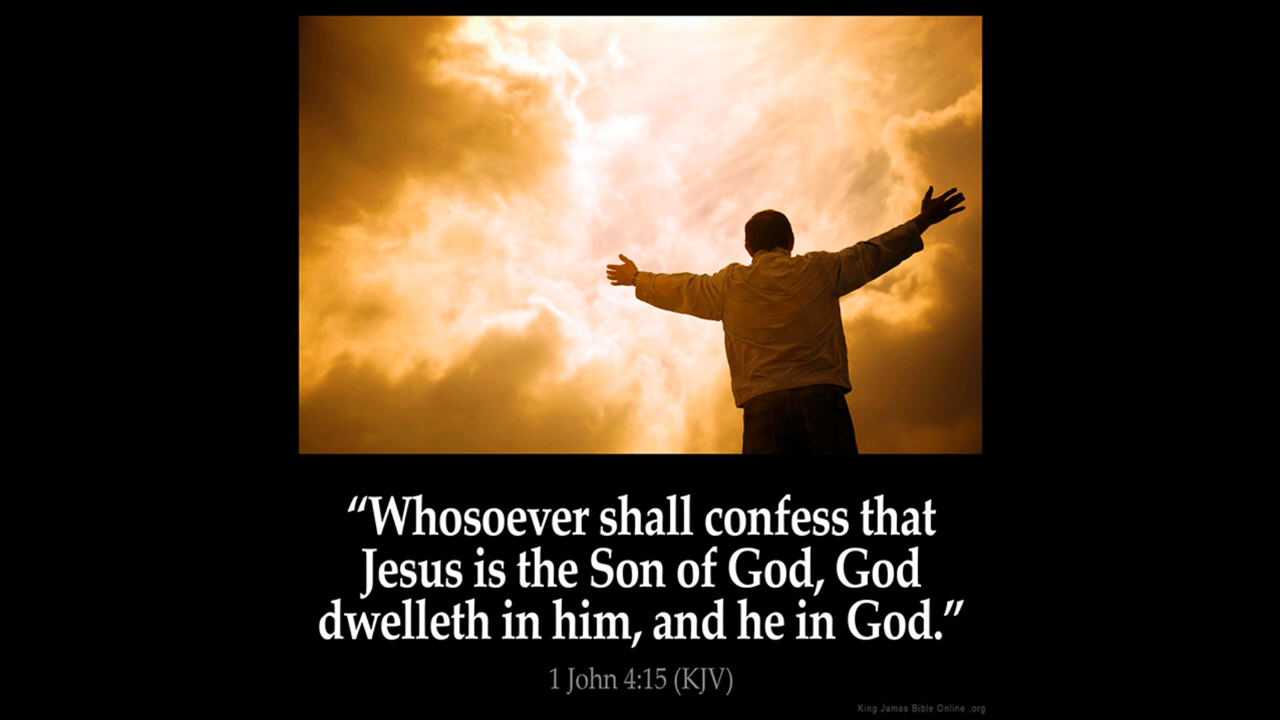 “Whosoever shall confess that
Jesus is the Son of God, God
dwelleth in him, and he in God.”
1 John 4:15 (KJV)
King James Bible Online .org